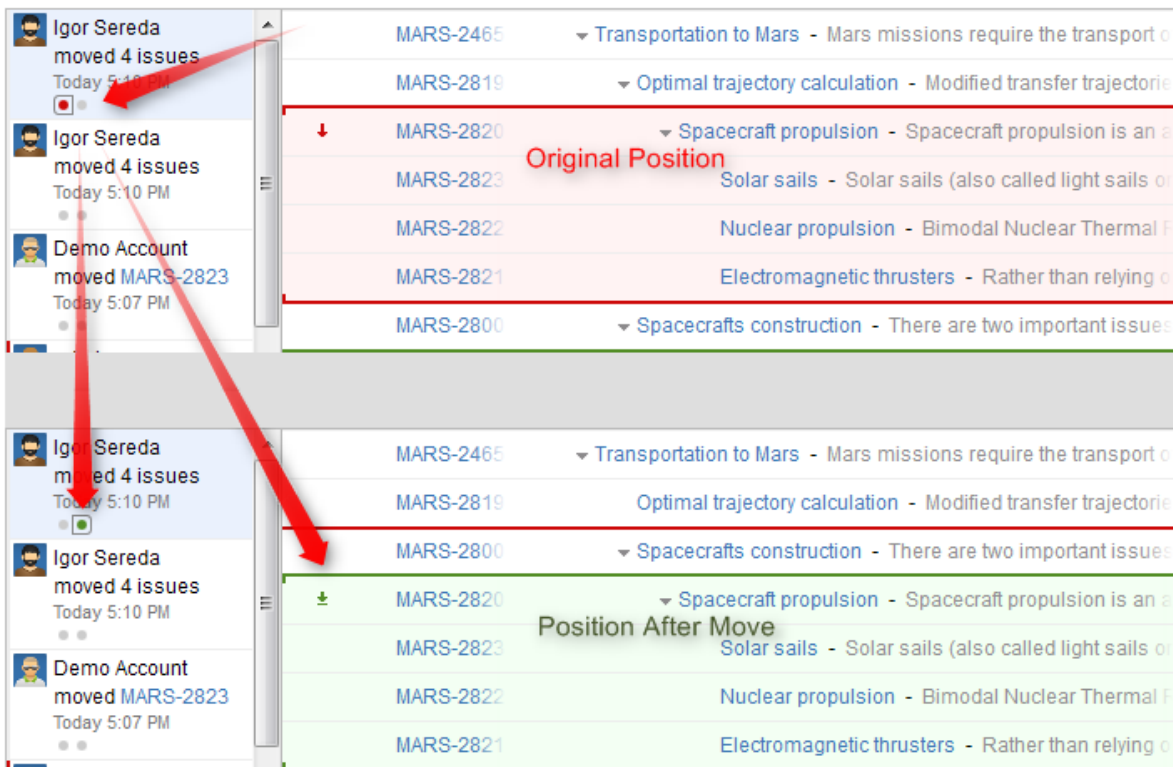 Igor Sereda
moved 4 issues
Today 5:10 PM
Igor Sereda
moved 4 issues
Today 5:10 PM
Demo Account
moved MARS-2823
Today 5:07 PM
MARS-2465 Transportation to Mars - Mars missions require the transport
MARS-2819 Optimal trajectory calculation - Modified transfer
MARS-2820 Spacecraft propulsion - Spacecraft propulsion is an
Original Position
MARS-2823 Solar sails - Solar sails (also called light sails
MARS-2822 Nuclear propulsion - Bimodal Nuclear Thermal
MARS-2821 Electromagnetic thrusters - Rather than relying
MARS-2800 Spacecrafts construction - There are two important issues
Igor Sereda
moved 4 issues
Today 5:10 PM
Igor Sereda
moved 4 issues
Today 5:10 PM
Demo Account
moved MARS-2823
Today 5:07 PM
MARS-2465 Transportation to Mars - Mars missions require the transport
MARS-2819 Optimal trajectory calculation - Modified transfer
MARS-2800 Spacecrafts construction - There are two important issues
MARS-2820 Spacecraft propulsion - Spacecraft propulsion is an
Position After Move
MARS-2823 Solar sails - Solar sails (also called light sails
MARS-2822 Nuclear propulsion - Bimodal Nuclear Thermal
MARS-2821 Electromagnetic thrusters - Rather than relying